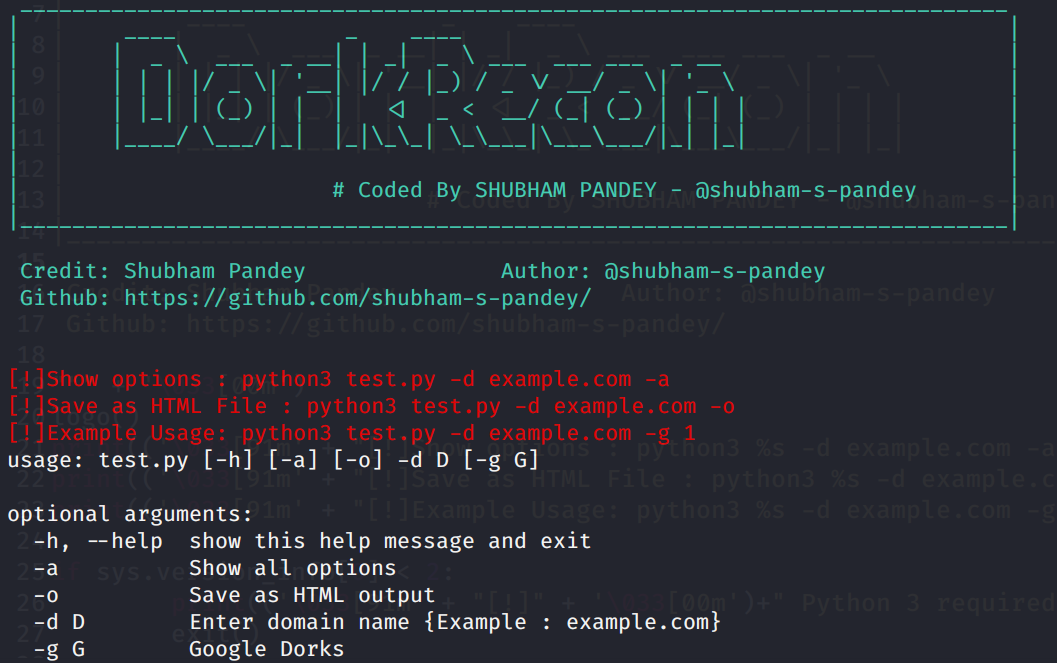 DorkRecon
# Coded By SHUBHAM PANDEY - @shubham-s-pandey
Credit: Shubham Pandey Author: @shubham-s-pandey
Github: https://github.com/shubham-s-pandey/
[!]Show options : python3 test.py -d example.com -a
[!]Save as HTML File : python3 test.py -d example.com -o
[!]Example Usage: python3 test.py -d example.com -g 1
usage: test.py [-h] [-a] [-o] -d D [-g G]
optional arguments:
-h, --help show this help message and exit
-a Show all options
-o Save as HTML output
-d D Enter domain name {Example : example.com}
-g G Google Dorks